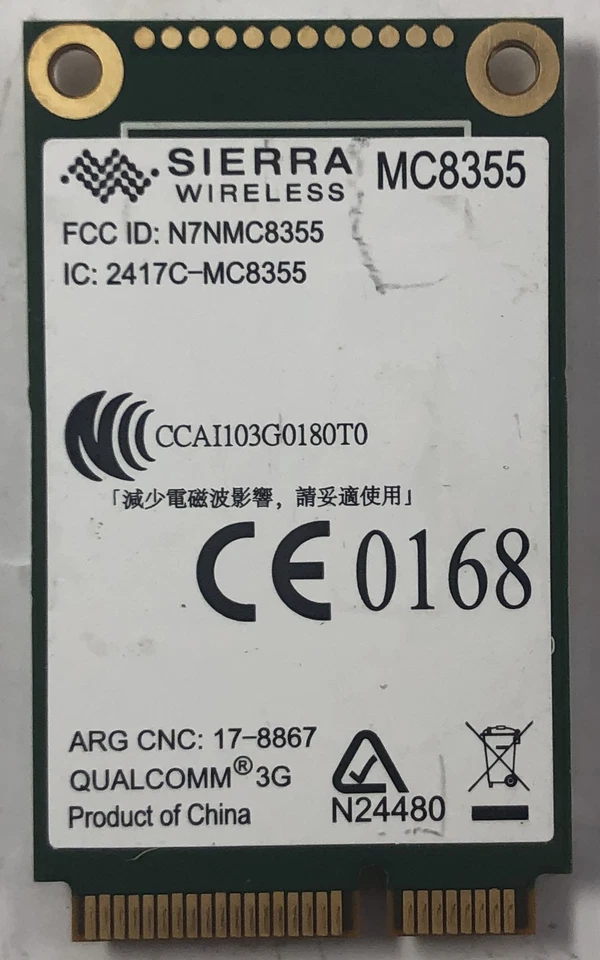 SIERRA WIRELESS MC8355
FCC ID: N7NMC8355
IC: 2417C-MC8355
CCAI103G0180T0
「減少電磁波影響，請妥適使用」
CE 0168
ARG CNC: 17-8867
QUALCOMM® 3G
Product of China
N24480